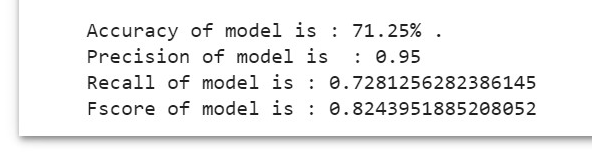 Accuracy of model is : 71.25% .
Precision of model is  : 0.95
Recall of model is : 0.7281256282386145
Fscore of model is : 0.8243951885208052